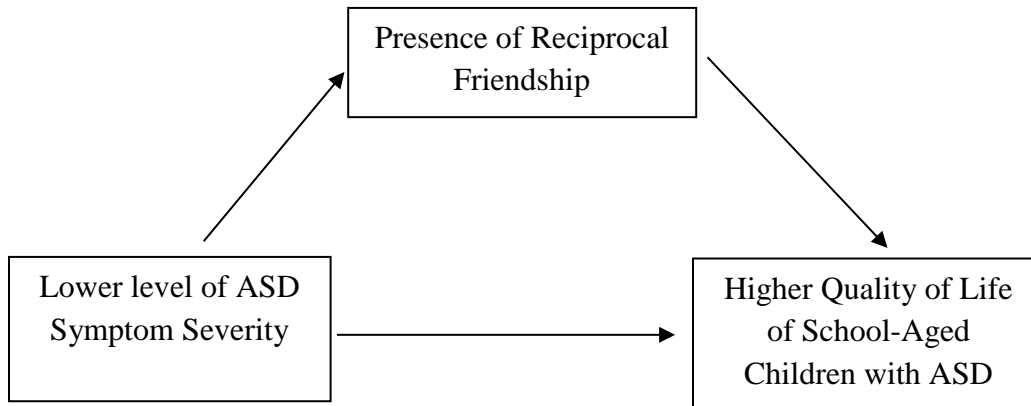 Presence of Reciprocal
Friendship
Lower level of ASD
Symptom Severity
Higher Quality of Life
of School-Aged
Children with ASD